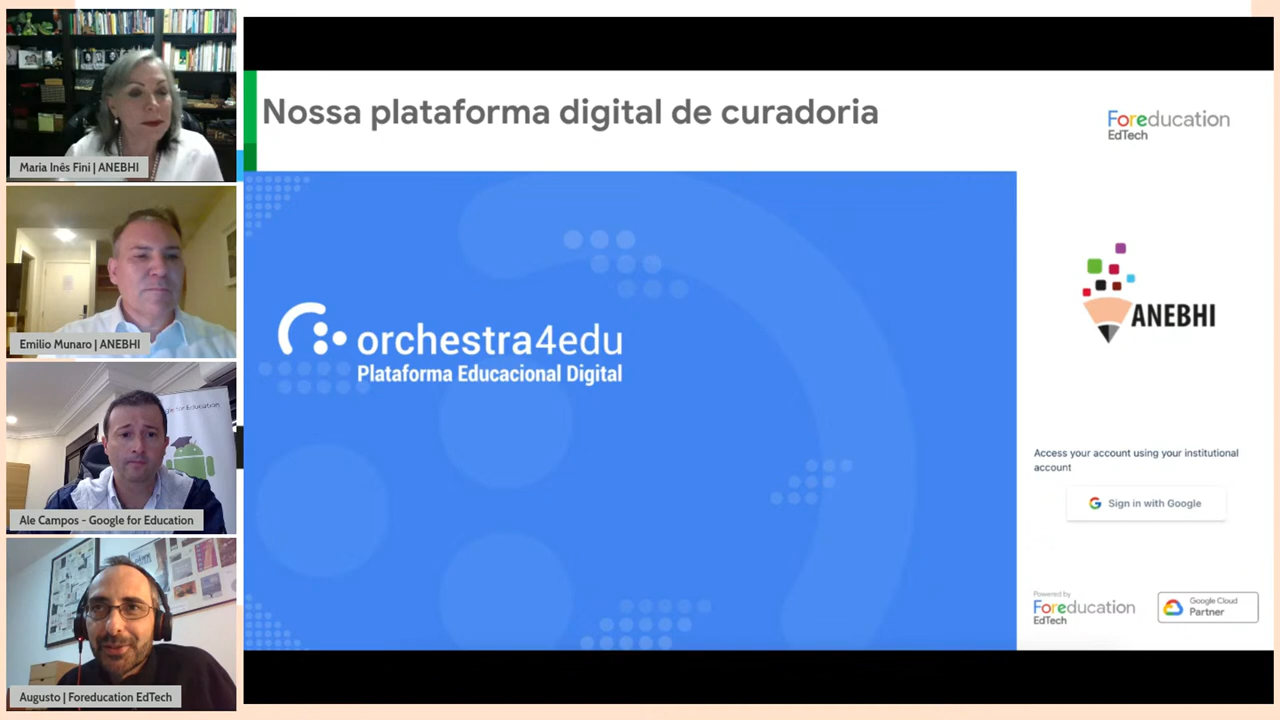 Maria Inês Fini | ANEBHI
Emilio Munaro | ANEBHI
Ale Campos - Google for Education
Augusto | Foreducation EdTech
Nossa plataforma digital de curadoria
Foreducation
EdTech
orchestra4edu
Plataforma Educacional Digital
ANEBHI
Access your account using your institutional
account
Sign in with Google
Powered by
Foreducation
EdTech
Google Cloud
Partner
for Education